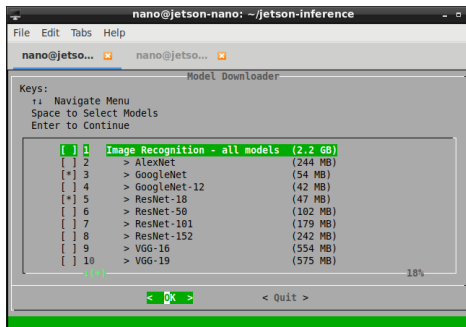 nano@jetson-nano: ~/jetson-inference
File Edit Tabs Help
nano@jetso... nano@jetso...
Model Downloader
Keys:
↑↓ Navigate Menu
Space to Select Models
Enter to Continue
[ ] 1 Image Recognition - all models (2.2 GB)
[ ] 2 > AlexNet (244 MB)
[*] 3 > GoogleNet (54 MB)
[ ] 4 > GoogleNet-12 (42 MB)
[*] 5 > ResNet-18 (47 MB)
[ ] 6 > ResNet-50 (102 MB)
[ ] 7 > ResNet-101 (179 MB)
[ ] 8 > ResNet-152 (242 MB)
[ ] 9 > VGG-16 (554 MB)
[ ] 10 > VGG-19 (575 MB)
↓(+) 18%
< OK > < Quit >